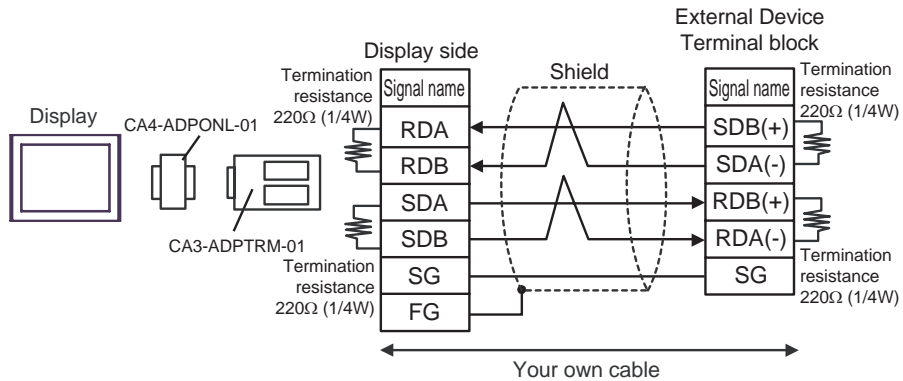 External Device
Terminal block
Display side
Shield
Termination
resistance
220Ω (1/4W)
Termination
resistance
220Ω (1/4W)
Signal name
Signal name
Display
CA4-ADPONL-01
CA3-ADPTRM-01
RDA
SDB(+)
RDB
SDA(-)
SDA
RDB(+)
SDB
RDA(-)
SG
SG
FG
Termination
resistance
220Ω (1/4W)
Termination
resistance
220Ω (1/4W)
Your own cable